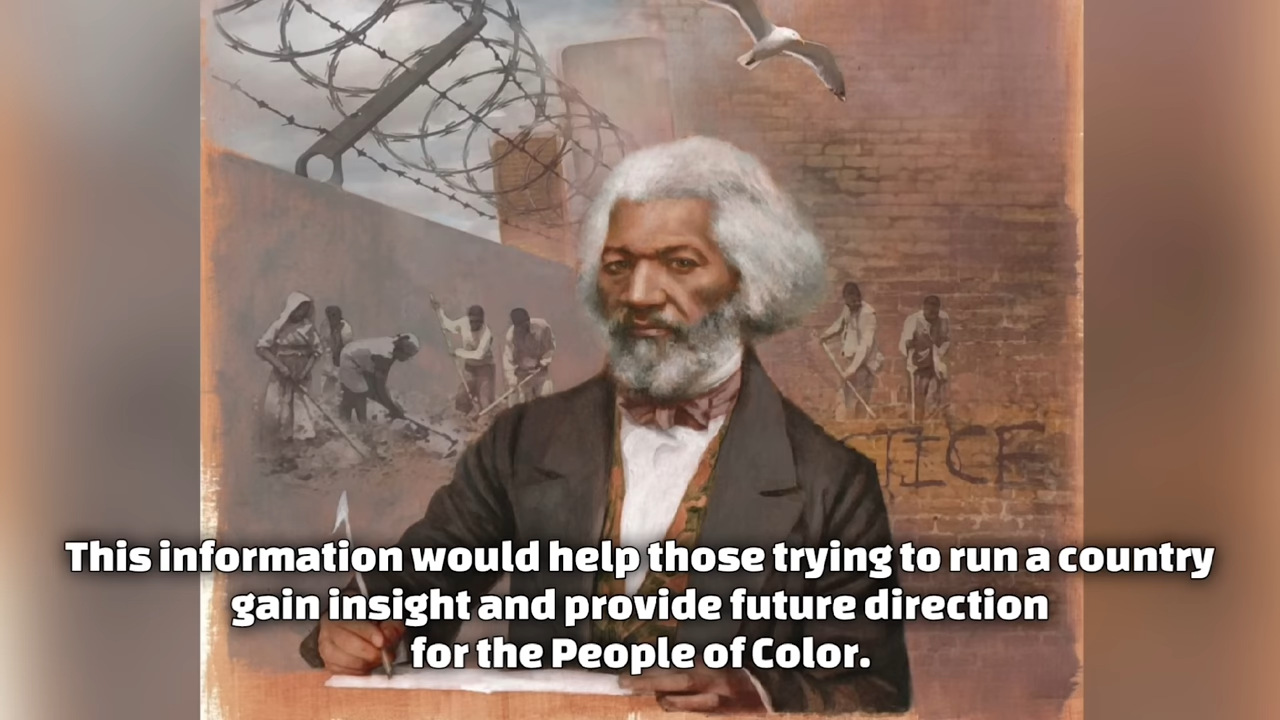 TICE
This information would help those trying to run a country
gain insight and provide future direction
for the People of Color.